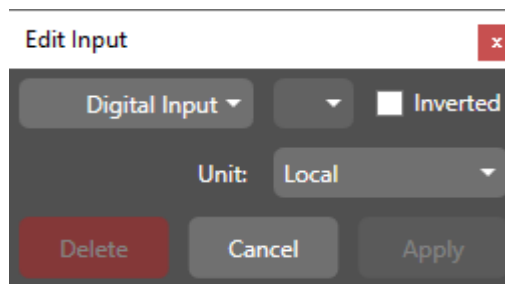 Edit Input x
Digital Input Inverted
Unit: Local
Delete Cancel Apply